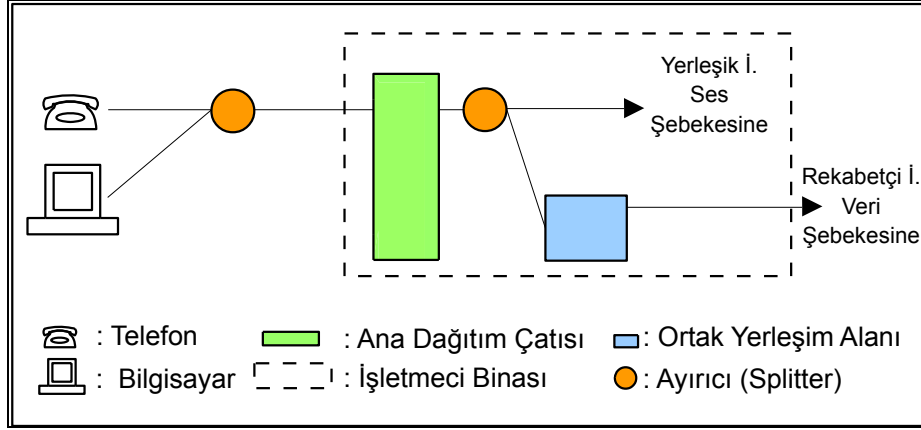 Yerleşik İ.
Ses
Şebekesine
Rekabetçi İ.
Veri
Şebekesine
: Telefon
: Ana Dağıtım Çatısı
: Ortak Yerleşim Alanı
: Bilgisayar
: İşletmeci Binası
: Ayırıcı (Splitter)